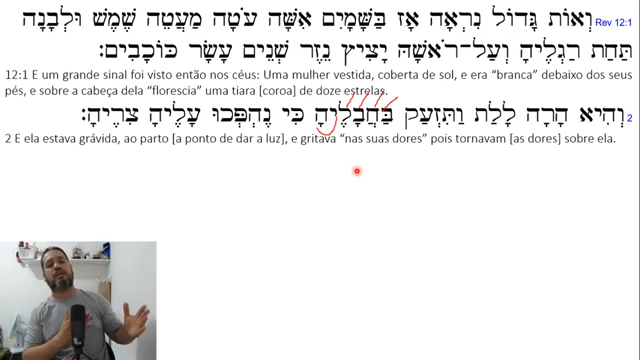 Rev 12:1 וְאוֹת גָּדוֹל נִרְאָה אָז בַּשָּׁמָיִם אִשָּׁה עֹטָה מַעֲטֵה שֶׁמֶשׁ וּלְבָנָה
תַּחַת רַגְלֶיהָ וְעַל־רֹאשָׁהּ יָצִיץ נֵזֶר שְׁנֵים עָשָׂר כּוֹכָבִים׃
12:1 E um grande sinal foi visto então nos céus: Uma mulher vestida, coberta de sol, e era “branca” debaixo dos seus
pés, e sobre a cabeça dela “florescia” uma tiara [coroa] de doze estrelas.
2 וְהִיא הָרָה לָלַת וַתִּזְעַק בַּחֲבָלֶיהָ כִּי נֶהְפְּכוּ עָלֶיהָ צִרֶיהָ׃
2 E ela estava grávida, ao parto [a ponto de dar a luz], e gritava “nas suas dores” pois tornavam [as dores] sobre ela.